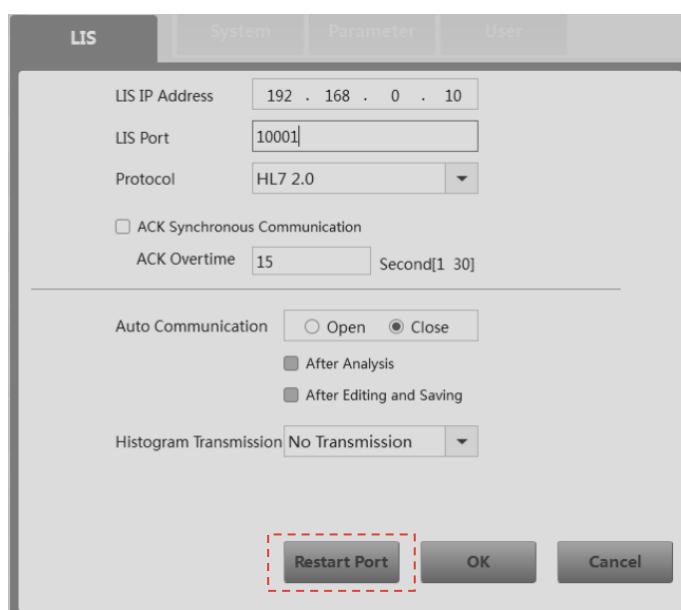 LIS System Parameter User
LIS IP Address 192 . 168 . 0 . 10
LIS Port 10001
Protocol HL7 2.0
ACK Synchronous Communication
ACK Overtime 15 Second[1 30]
Auto Communication Open Close
After Analysis
After Editing and Saving
Histogram Transmission No Transmission
Restart Port OK Cancel